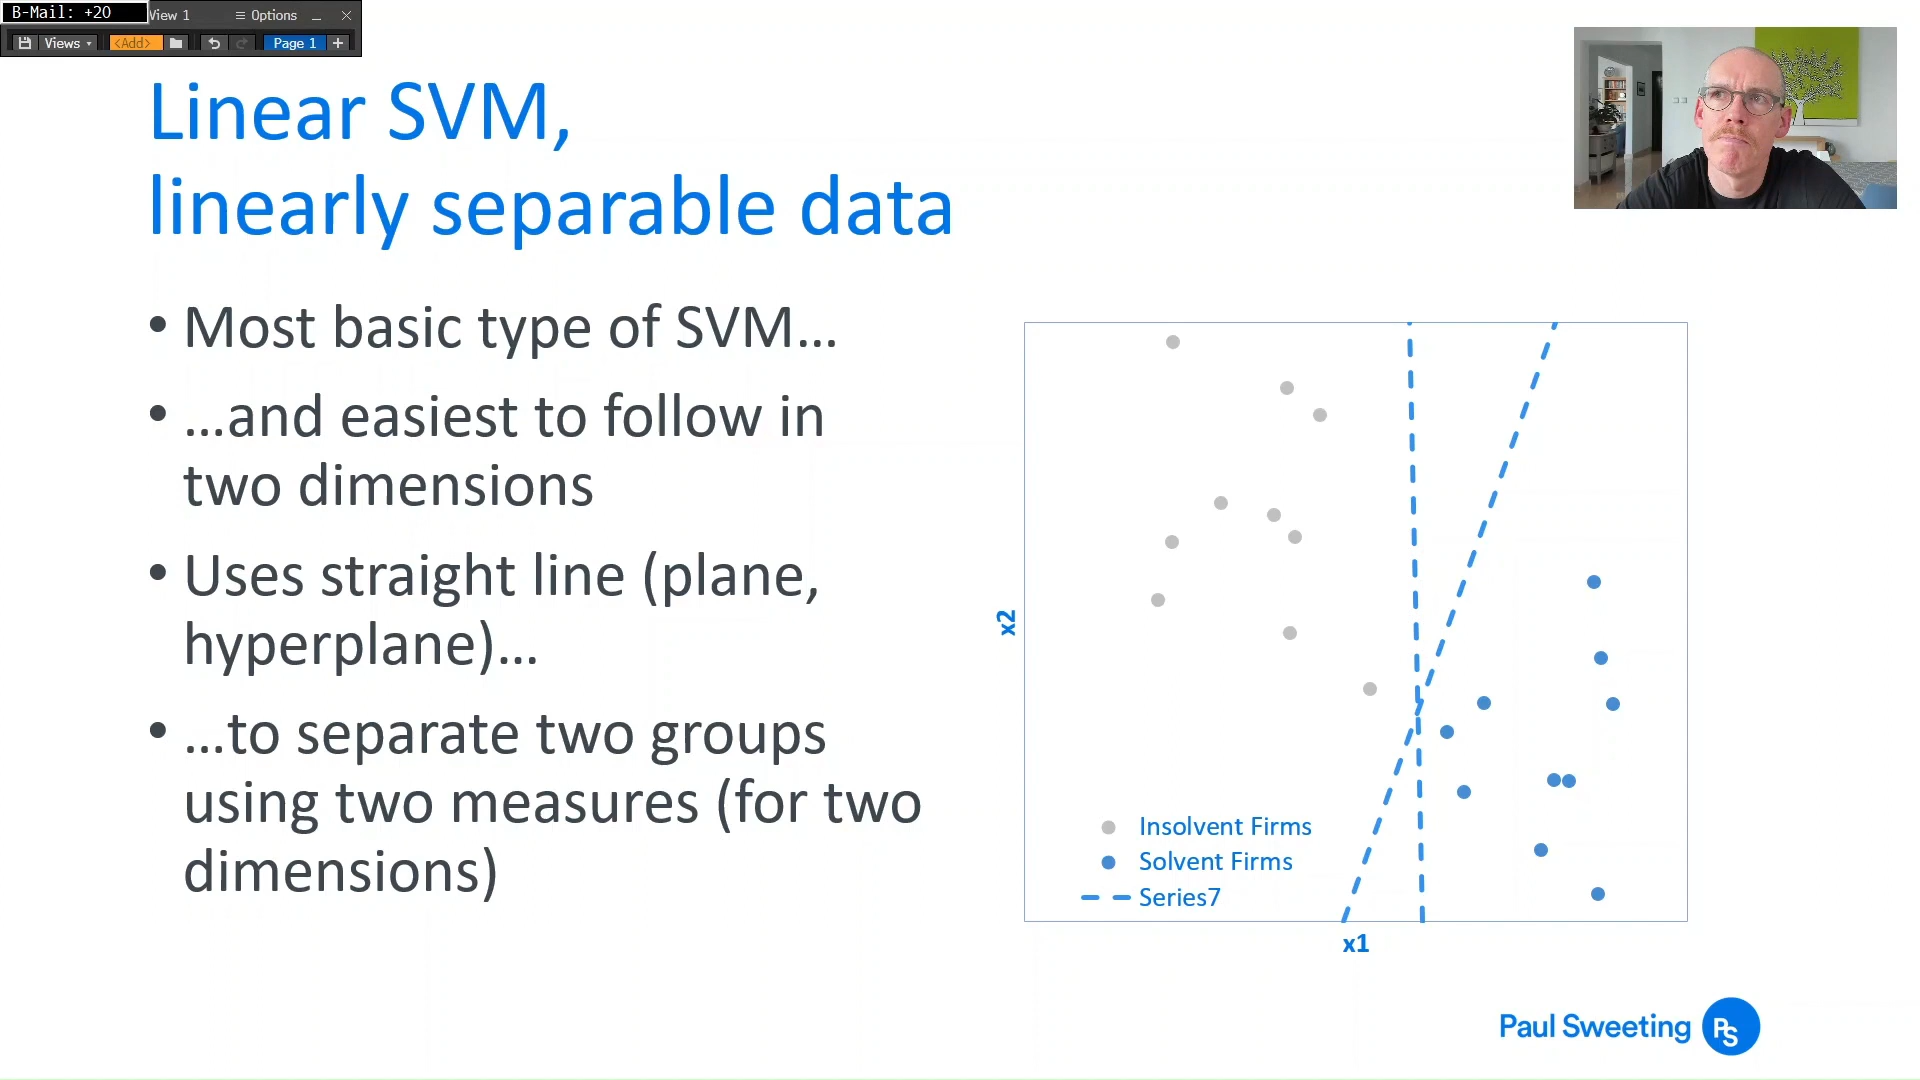 B-Mail: +20
View 1
Options
Views
<Add>
Page 1
Linear SVM,
linearly separable data
• Most basic type of SVM…
• …and easiest to follow in
two dimensions
• Uses straight line (plane,
hyperplane)…
• …to separate two groups
using two measures (for two
dimensions)
x2
Insolvent Firms
Solvent Firms
Series7
x1
Paul Sweeting PS